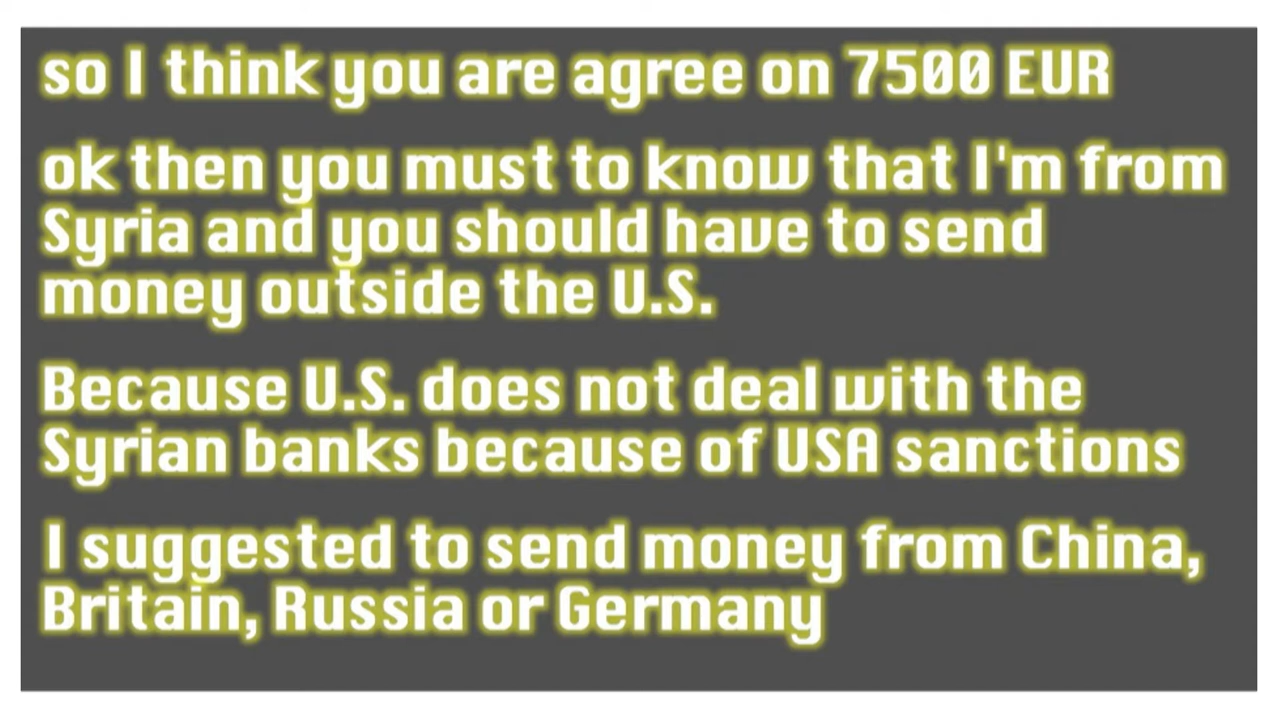 so I think you are agree on 7500 EUR
ok then you must to know that I'm from
Syria and you should have to send
money outside the U.S.
Because U.S. does not deal with the
Syrian banks because of USA sanctions
I suggested to send money from China,
Britain, Russia or Germany